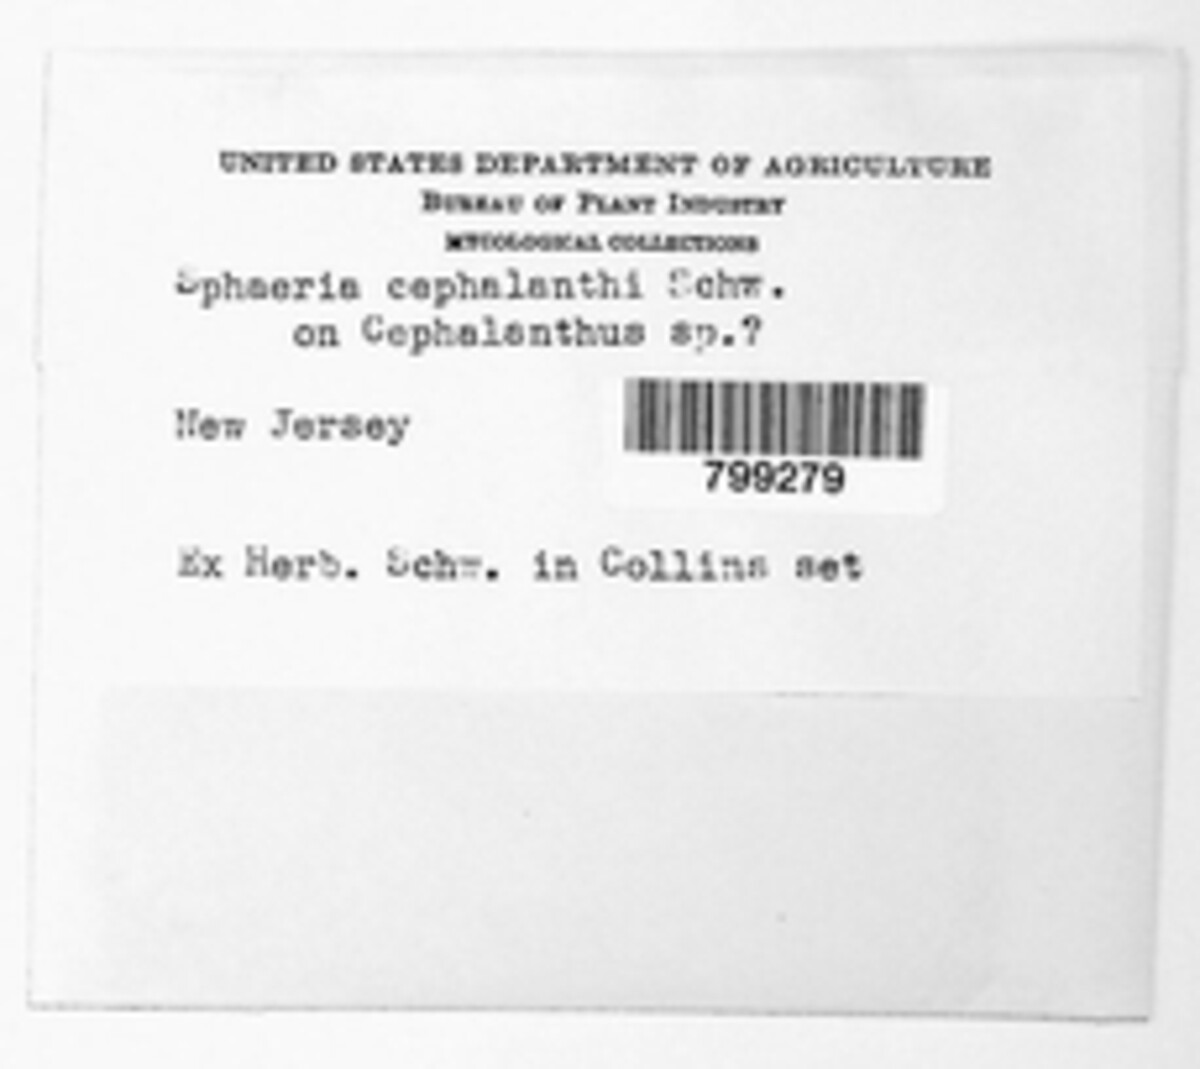 UNITED STATES DEPARTMENT OF AGRICULTURE
BUREAU OF PLANT INDUSTRY
MYCOLOGICAL COLLECTIONS
Sphaeria cephalanthi Schw.
on Cephalanthus sp.?
New Jersey
799279
Ex Herb. Schw. in Collins set